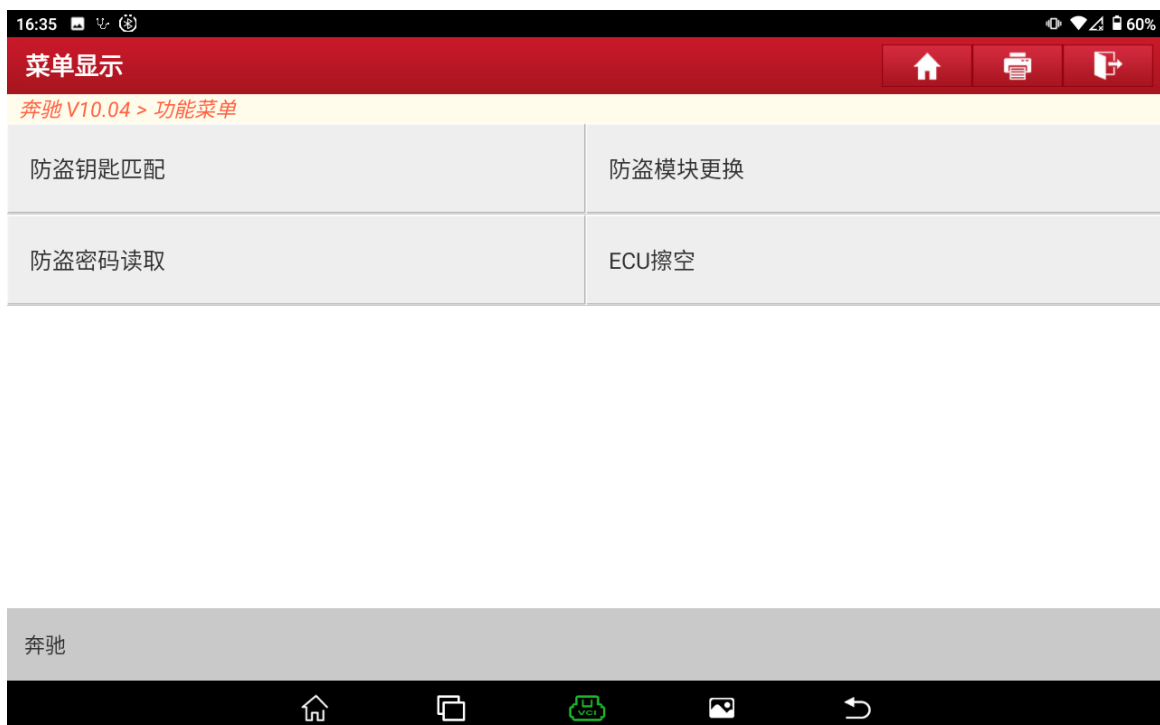 16:35
60%
菜单显示
奔驰 V10.04 > 功能菜单
防盗钥匙匹配
防盗模块更换
防盗密码读取
ECU擦空
奔驰
VCI